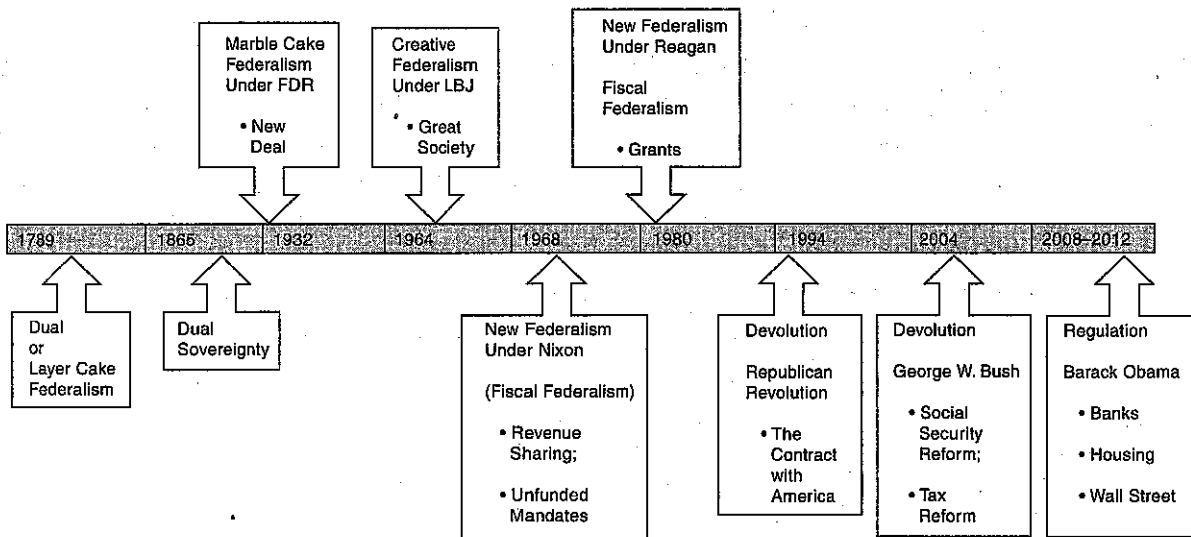 Marble Cake
Federalism
Under FDR
• New
Deal
Creative
Federalism
Under LBJ
• Great
Society
New Federalism
Under Reagan
Fiscal
Federalism
• Grants
1789
1865
1932
1964
1968
1980
1994
2004
2008–2012
Dual
or
Layer Cake
Federalism
Dual
Sovereignty
New Federalism
Under Nixon
(Fiscal Federalism)
• Revenue
Sharing;
• Unfunded
Mandates
Devolution
Republican
Revolution
• The
Contract
with
America
Devolution
George W. Bush
• Social
Security
Reform;
• Tax
Reform
Regulation
Barack Obama
• Banks
• Housing
• Wall Street